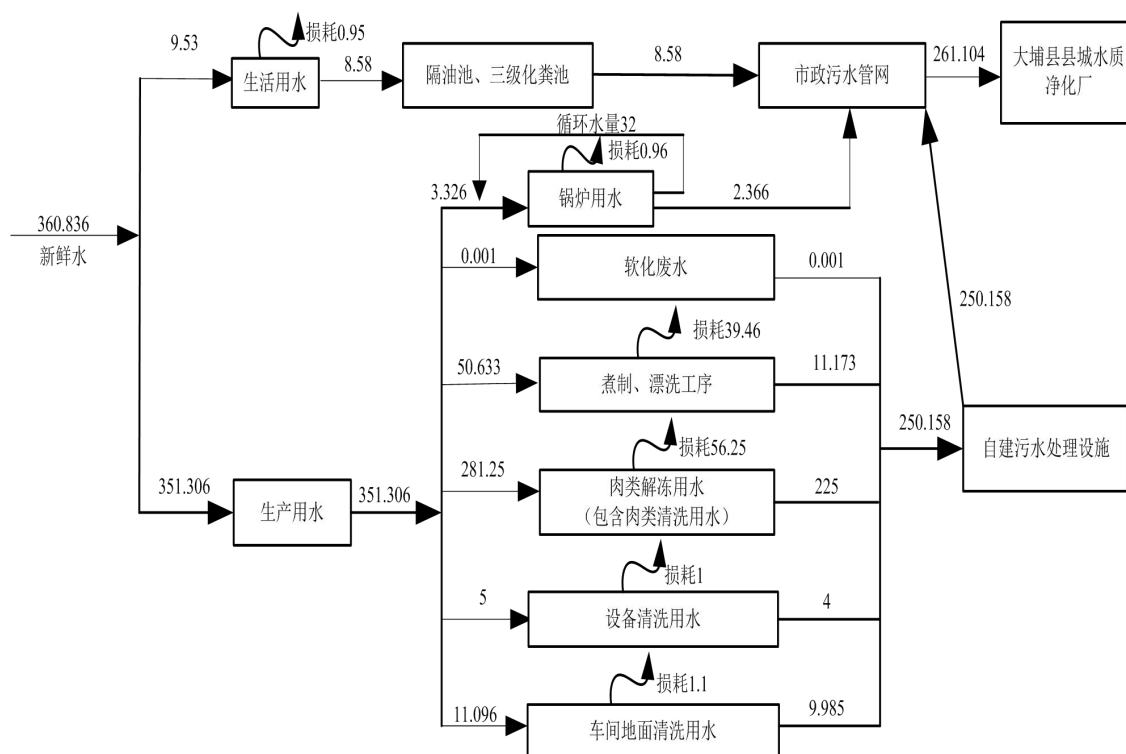 损耗0.95
9.53
生活用水
8.58
隔油池、三级化粪池
8.58
市政污水管网
261.104
大埔县县城水质
净化厂
循环水量32
损耗0.96
3.326
锅炉用水
2.366
360.836
新鲜水
0.001
软化废水
0.001
250.158
损耗39.46
50.633
煮制、漂洗工序
11.173
损耗56.25
250.158
自建污水处理设施
281.25
肉类解冻用水
(包含肉类清洗用水)
225
351.306
生产用水
351.306
损耗1
5
设备清洗用水
4
损耗1.1
11.096
车间地面清洗用水
9.985